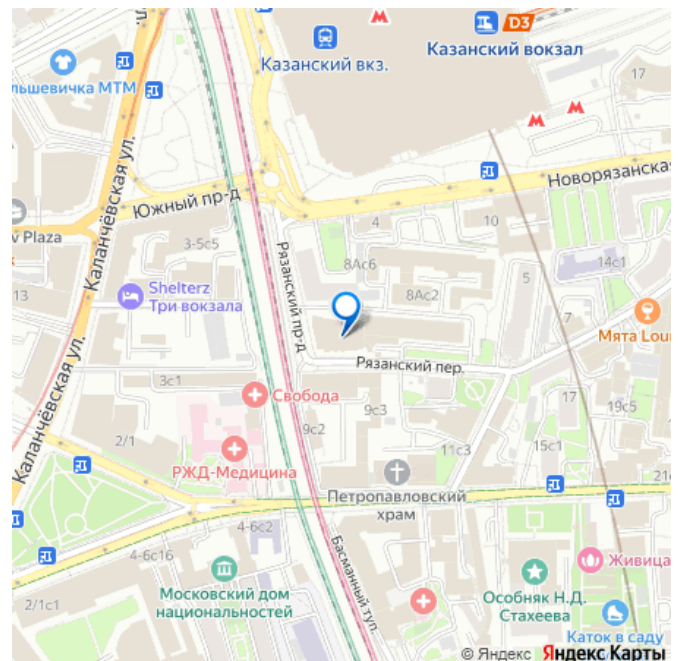 D3
Казанский вокзал
Казанский вкз.
льшевичка МТМ
ул.
17
Каланчёвская ул.
Новорязанская
Южный пр-д
4
10
v Plaza
3-5с5
Рязанский пр-д
8Ас6
14с1
5
13
Shelterz
Три вокзала
8Ас2
Мята Lou
Рязанский пер.
3с1
Свобода
17
Каланчёвская ул.
9с3
19с5
2/1
9с2
11с3
15с1
РЖД-Медицина
21
Петропавловский
храм
4-6с2
4-6с16
Басманный туп.
Живица
Московский дом
национальностей
Особняк Н.Д.
Стахеева
2/1с1
Каток в саду
© Яндекс Яндекс Карты